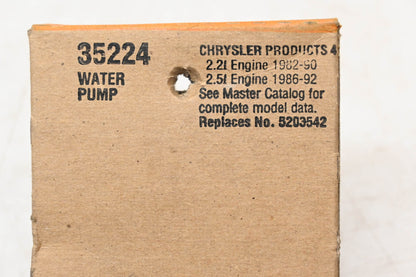 35224
WATER
PUMP
CHRYSLER PRODUCTS 4
2.2ℓ Engine 1982-90
2.5ℓ Engine 1986-92
See Master Catalog for
complete model data.
Replaces No. 5203542